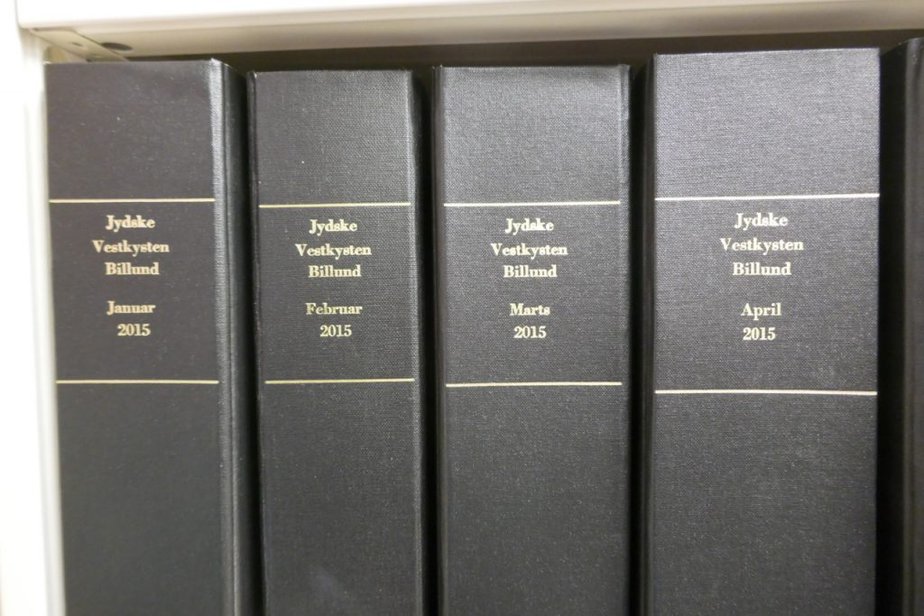 Jydske
Vestkysten
Billund
Januar
2015
Jydske
Vestkysten
Billund
Februar
2015
Jydske
Vestkysten
Billund
Marts
2015
Jydske
Vestkysten
Billund
April
2015